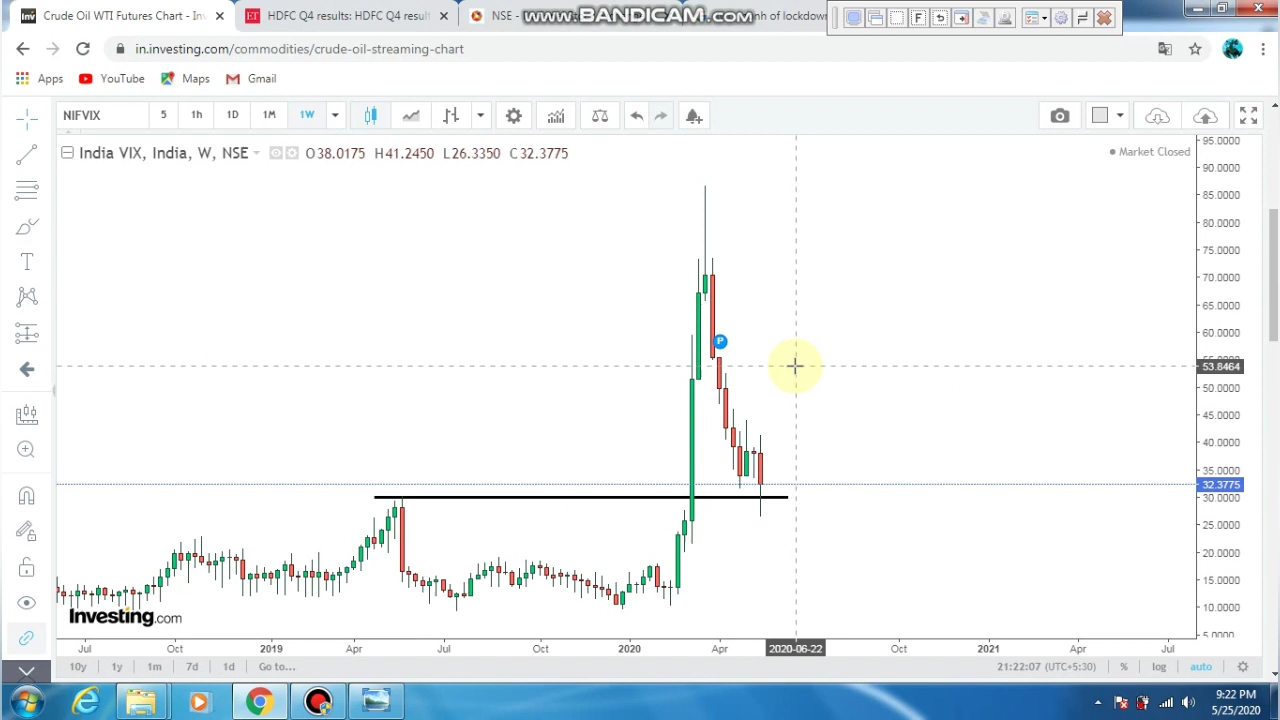 Crude Oil WTI Futures Chart - Inv
HDFC Q4 results: HDFC Q4 result
NSE -
nh of lockdown
www.BANDICAM.com
in.investing.com/commodities/crude-oil-streaming-chart
Apps YouTube Maps Gmail
NIFVIX 5 1h 1D 1M 1W
India VIX, India, W, NSE O38.0175 H41.2450 L26.3350 C32.3775
Market Closed
95.0000
90.0000
85.0000
80.0000
75.0000
70.0000
65.0000
60.0000
53.8464
50.0000
45.0000
40.0000
35.0000
32.3775
30.0000
25.0000
20.0000
15.0000
10.0000
5.0000
P
Investing.com
Jul Oct 2019 Apr Jul Oct 2020 Apr 2020-06-22 Oct 2021 Apr Jul
10y 1y 1m 7d 1d Go to... 21:22:07 (UTC+5:30) % log auto
9:22 PM
5/25/2020